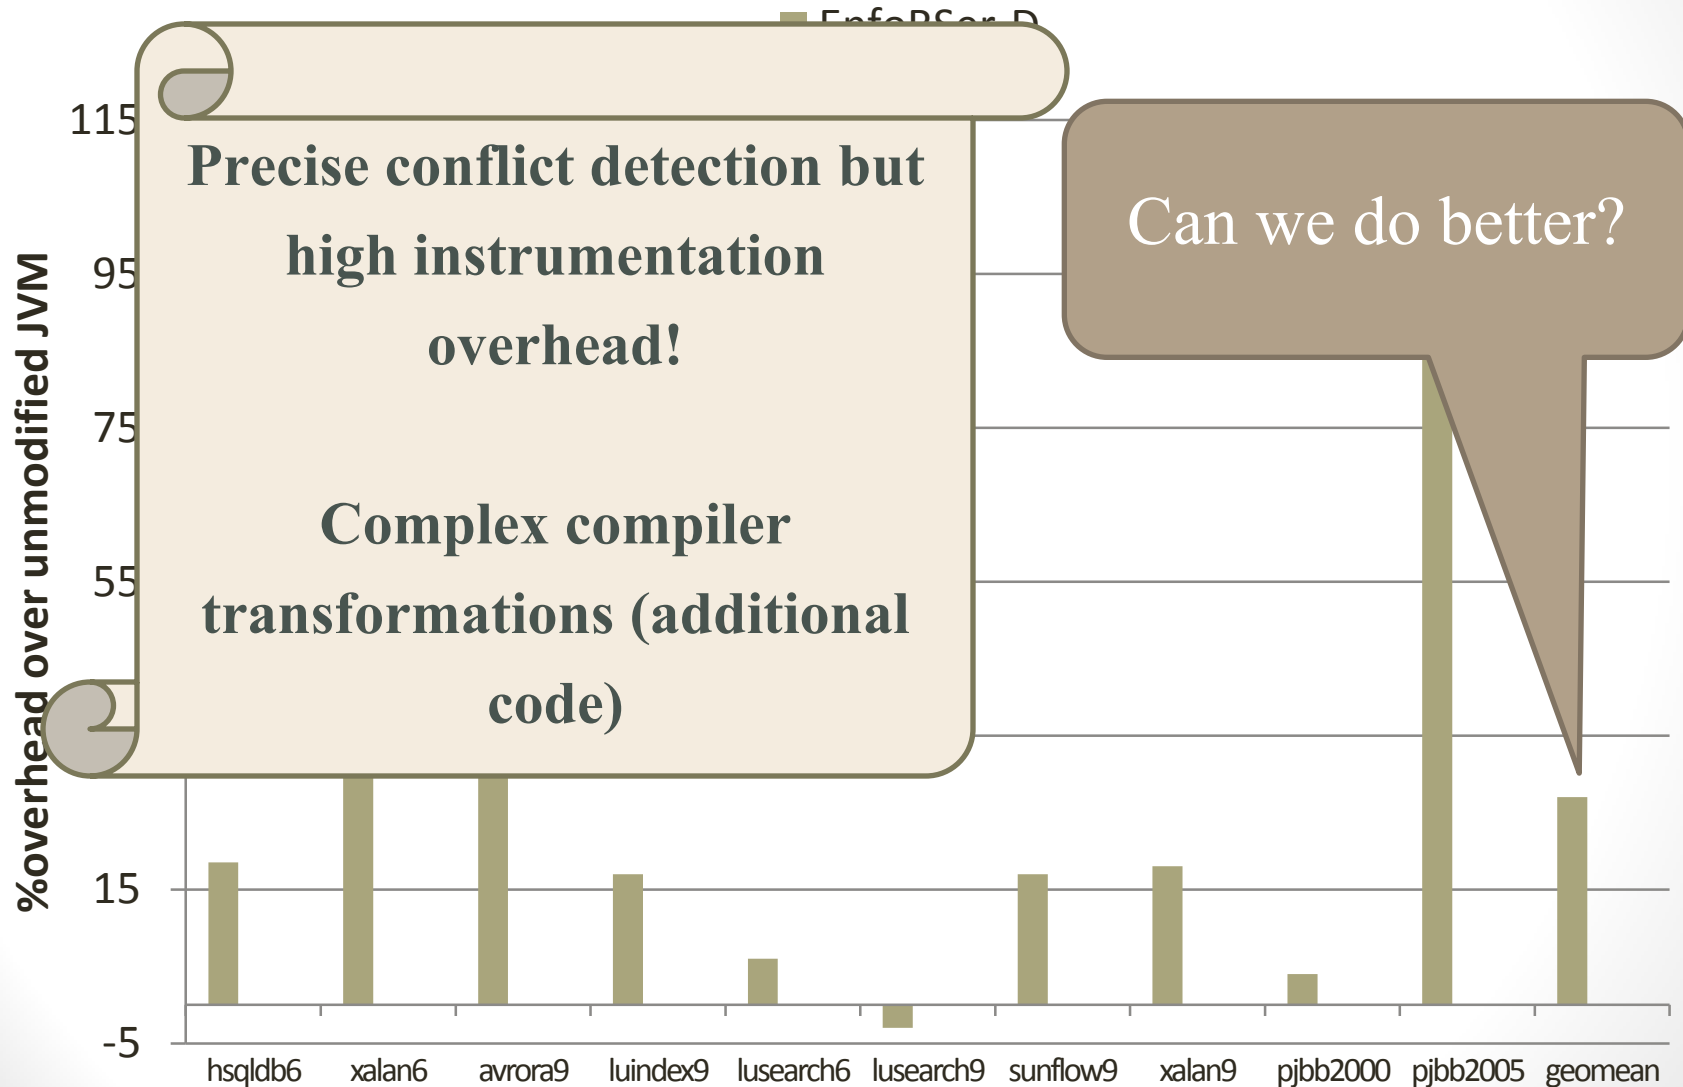 115
Precise conflict detection but
high instrumentation
overhead!
Complex compiler
transformations (additional
code)
Can we do better?
%overhead over unmodified JVM
95
75
55
15
-5
hsqldb6 xalan6 avrora9 luindex9 lusearch6 lusearch9 sunflow9 xalan9 pjbb2000 pjbb2005 geomean